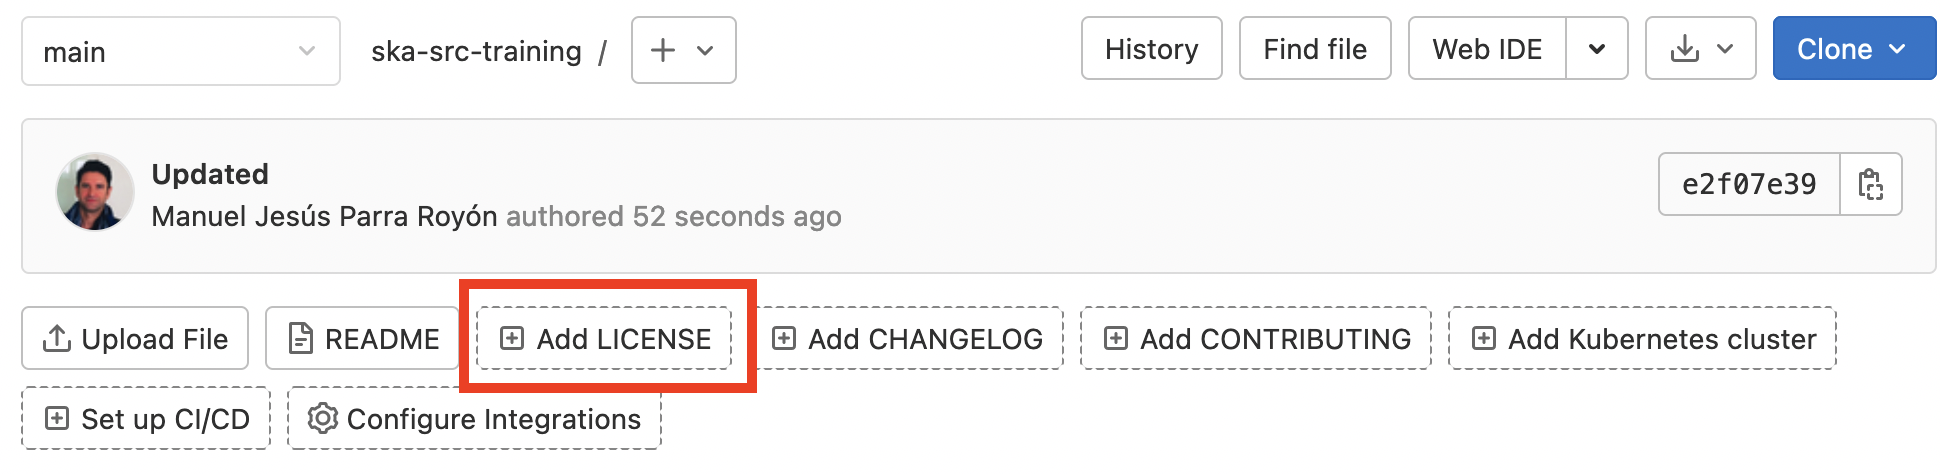 main ska-src-training / History Find file Web IDE Clone
Updated
Manuel Jesús Parra Royón authored 52 seconds ago
e2f07e39
Upload File README Add LICENSE Add CHANGELOG Add CONTRIBUTING Add Kubernetes cluster
Set up CI/CD Configure Integrations